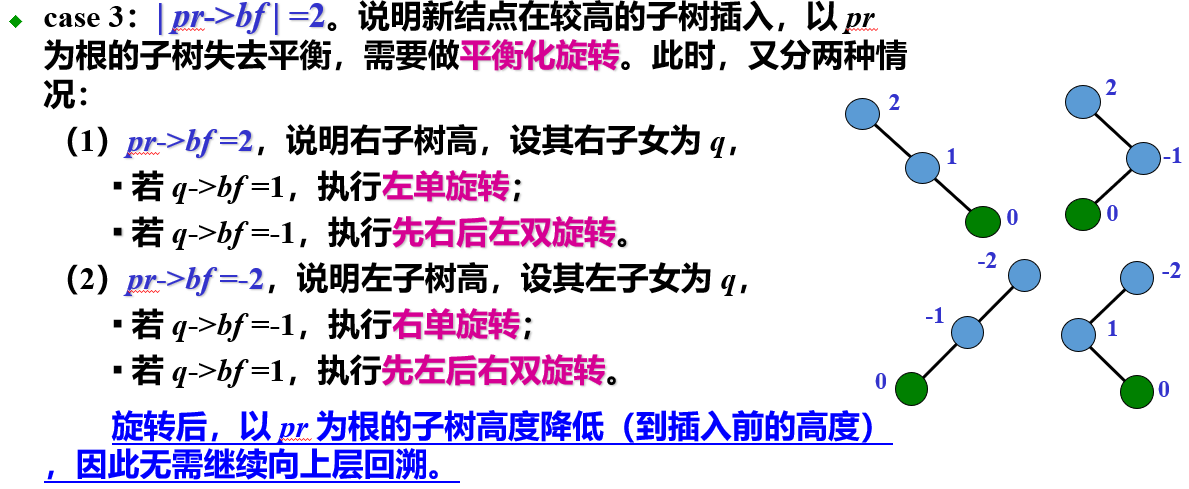 case 3：| pr->bf | =2。说明新结点在较高的子树插入，以 pr
为根的子树失去平衡，需要做平衡化旋转。此时，又分两种情
况：
（1）pr->bf =2，说明右子树高，设其右子女为 q，
▪ 若 q->bf =1，执行左单旋转；
▪ 若 q->bf =-1，执行先右后左双旋转。
（2）pr->bf =-2，说明左子树高，设其左子女为 q，
▪ 若 q->bf =-1，执行右单旋转；
▪ 若 q->bf =1，执行先左后右双旋转。
旋转后，以 pr 为根的子树高度降低（到插入前的高度）
，因此无需继续向上层回溯。
2
1
0
2
-1
0
-2
-1
0
-2
1
0